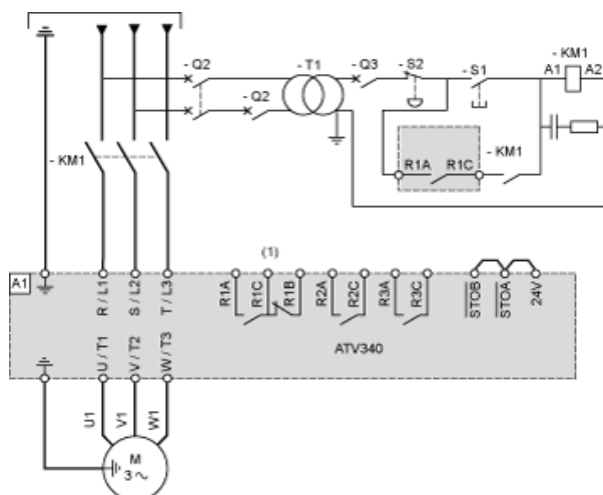 - Q2
- T1
- Q3
- S2
- S1
- KM1
A1
A2
- Q2
- KM1
R1A
R1C
- KM1
(1)
A1
R / L1
S / L2
T / L3
R1A
R1C
R1B
R2A
R2C
R3A
R3C
STOB
STOA
24V
ATV340
U / T1
V / T2
W / T3
U1
V1
W1
M
3 ~